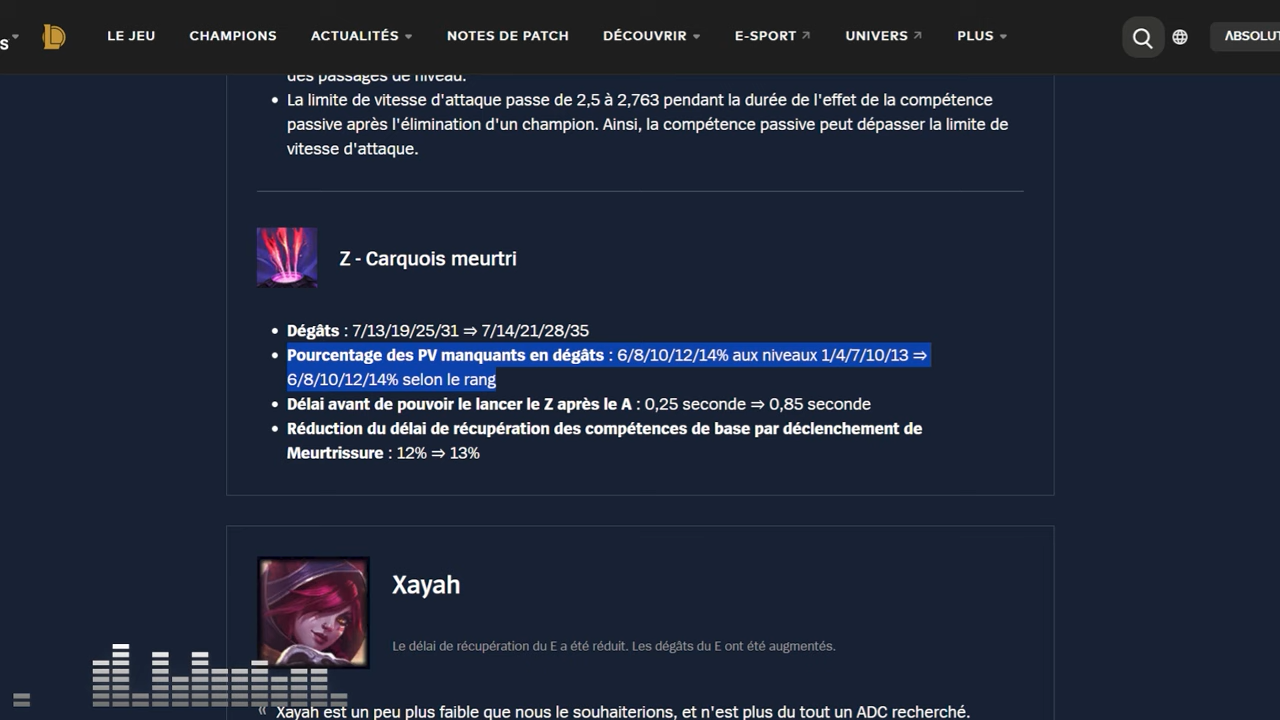 S
LE JEU CHAMPIONS ACTUALITÉS NOTES DE PATCH DÉCOUVRIR E-SPORT UNIVERS PLUS ABSOLUT
des passages de niveau.
• La limite de vitesse d'attaque passe de 2,5 à 2,763 pendant la durée de l'effet de la compétence
passive après l'élimination d'un champion. Ainsi, la compétence passive peut dépasser la limite de
vitesse d'attaque.
Z - Carquois meurtri
• Dégâts : 7/13/19/25/31 ⇒ 7/14/21/28/35
• Pourcentage des PV manquants en dégâts : 6/8/10/12/14% aux niveaux 1/4/7/10/13 ⇒
6/8/10/12/14% selon le rang
• Délai avant de pouvoir le lancer le Z après le A : 0,25 seconde ⇒ 0,85 seconde
• Réduction du délai de récupération des compétences de base par déclenchement de
Meurtrissure : 12% ⇒ 13%
Xayah
Le délai de récupération du E a été réduit. Les dégâts du E ont été augmentés.
« Xayah est un peu plus faible que nous le souhaiterions, et n'est plus du tout un ADC recherché.